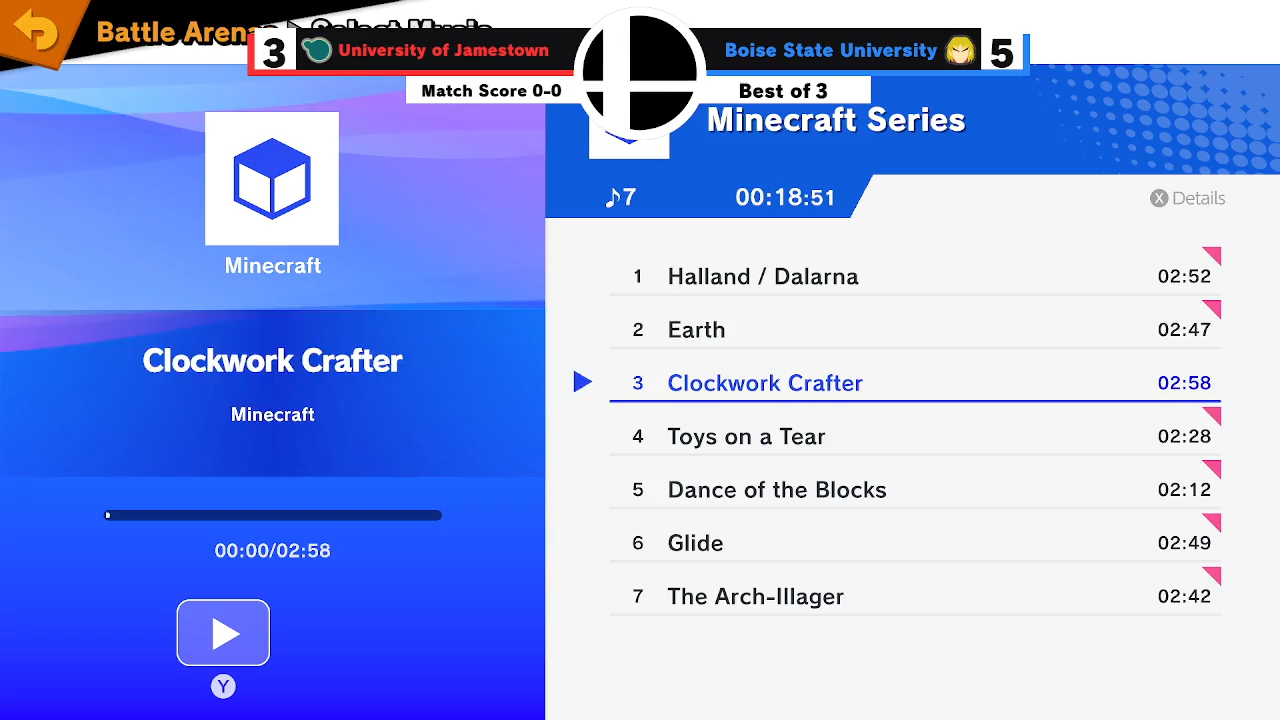 Battle Arenas ▶ Select Music
3 University of Jamestown
Boise State University 5
Match Score 0-0
Best of 3
Minecraft
Clockwork Crafter
Minecraft
00:00/02:58
Y
Minecraft Series
♪7 00:18:51
X Details
1 Halland / Dalarna 02:52
2 Earth 02:47
3 Clockwork Crafter 02:58
4 Toys on a Tear 02:28
5 Dance of the Blocks 02:12
6 Glide 02:49
7 The Arch-Illager 02:42